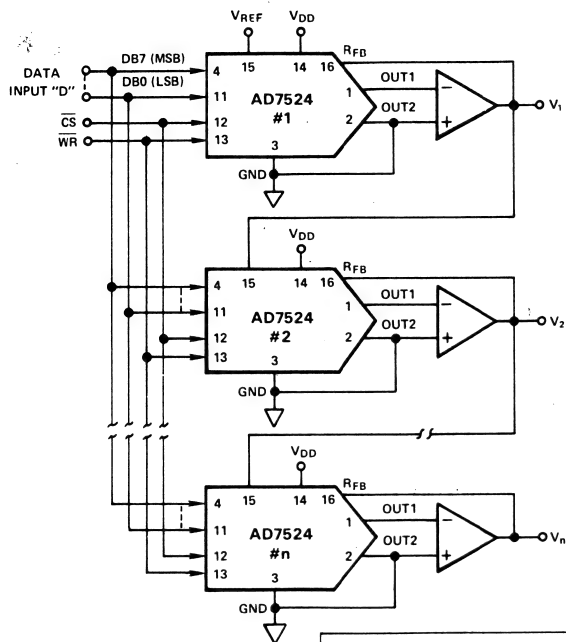 VREF VDD
DB7 (MSB) RFB
DATA 4 15 14 16 OUT1
INPUT "D" DB0 (LSB) 1 −
11 AD7524 OUT2 V1
CS 12 #1 2 +
WR 13
3
GND
VDD
RFB
4 15 14 16 OUT1
1 −
11 AD7524 OUT2 V2
12 #2 2 +
13
3
GND
VDD
RFB
4 15 14 16 OUT1
1 −
11 AD7524 OUT2 Vn
12 #n 2 +
13
3
GND